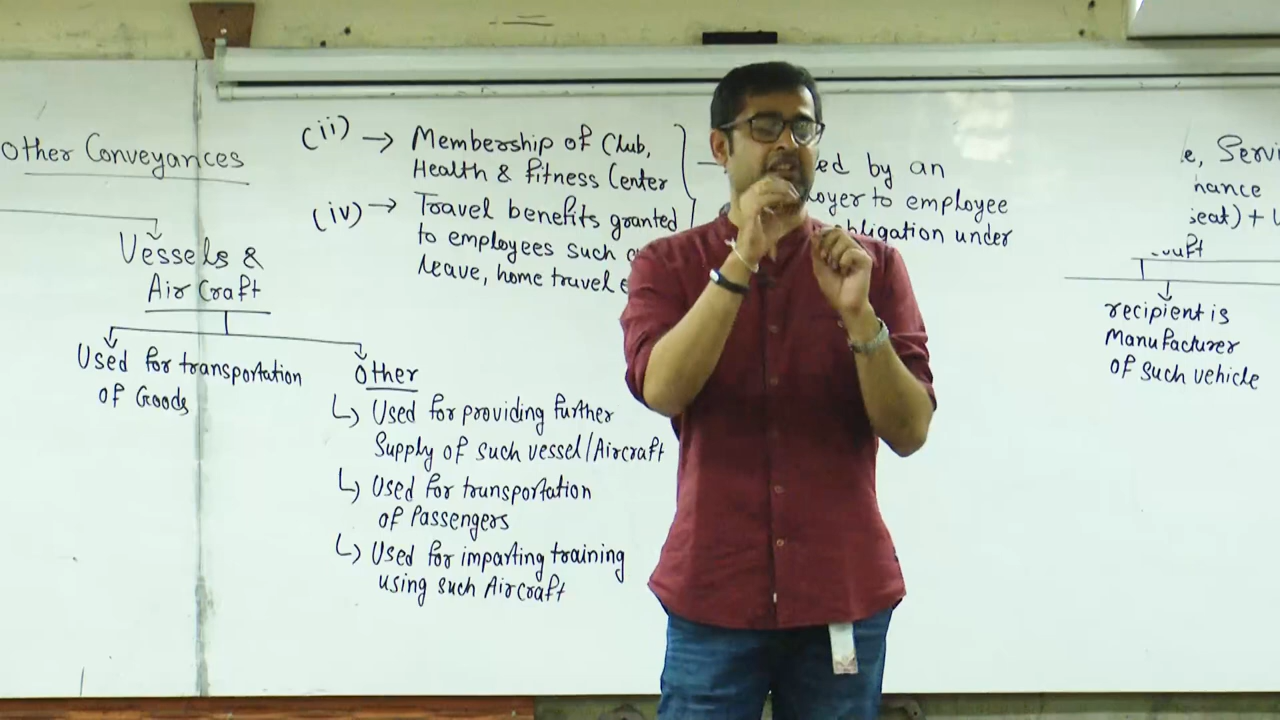 Other Conveyances
Vessels &
Air Craft
Used for transportation
of Goods
Other
↳ Used for providing further
Supply of such vessel/Aircraft
↳ Used for transportation
of Passengers
↳ Used for imparting training
using such Aircraft
(ii) → Membership of Club,
Health & Fitness Center
(iv) → Travel benefits granted
to employees such
leave, home travel
by an
to employee
under
recipient is
Manufacturer
of such vehicle